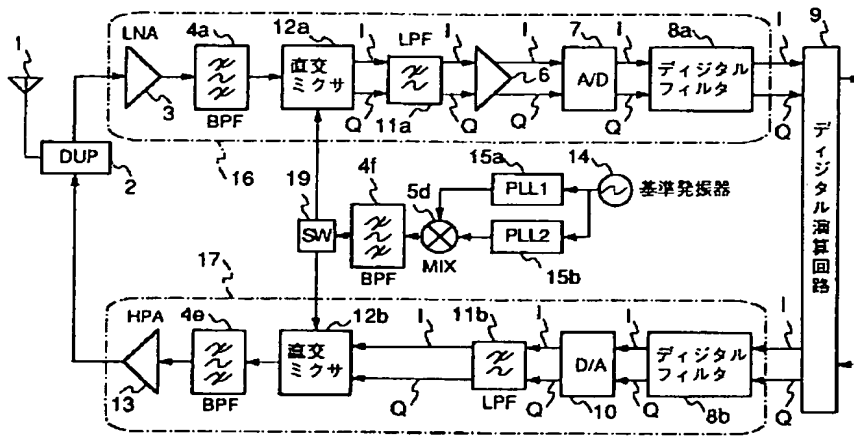 1
LNA
3
4a
BPF
12a
直交
ミクサ
I
Q
LPF
11a
I
Q
6
I
Q
7
A/D
I
Q
8a
ディジタル
フィルタ
I
Q
9
ディジタル演算回路
DUP
2
16
19
SW
4f
BPF
5d
MIX
15a
PLL1
PLL2
15b
14
基準発振器
17
HPA
13
4e
BPF
12b
直交
ミクサ
I
Q
11b
LPF
I
Q
D/A
10
I
Q
ディジタル
フィルタ
8b
I
Q